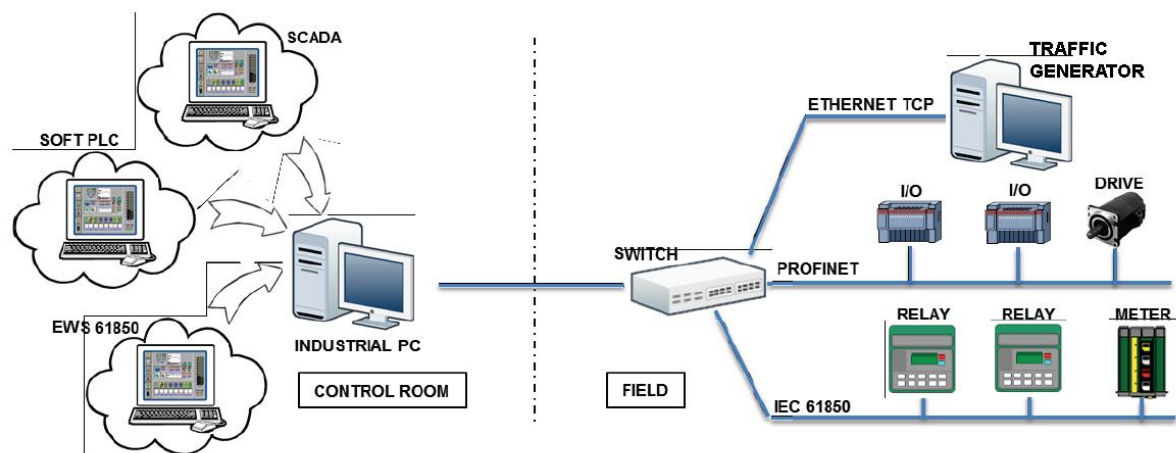 SCADA
SOFT PLC
EWS 61850
INDUSTRIAL PC
CONTROL ROOM
FIELD
SWITCH
TRAFFIC
GENERATOR
ETHERNET TCP
I/O
I/O
DRIVE
PROFINET
RELAY
RELAY
METER
IEC 61850